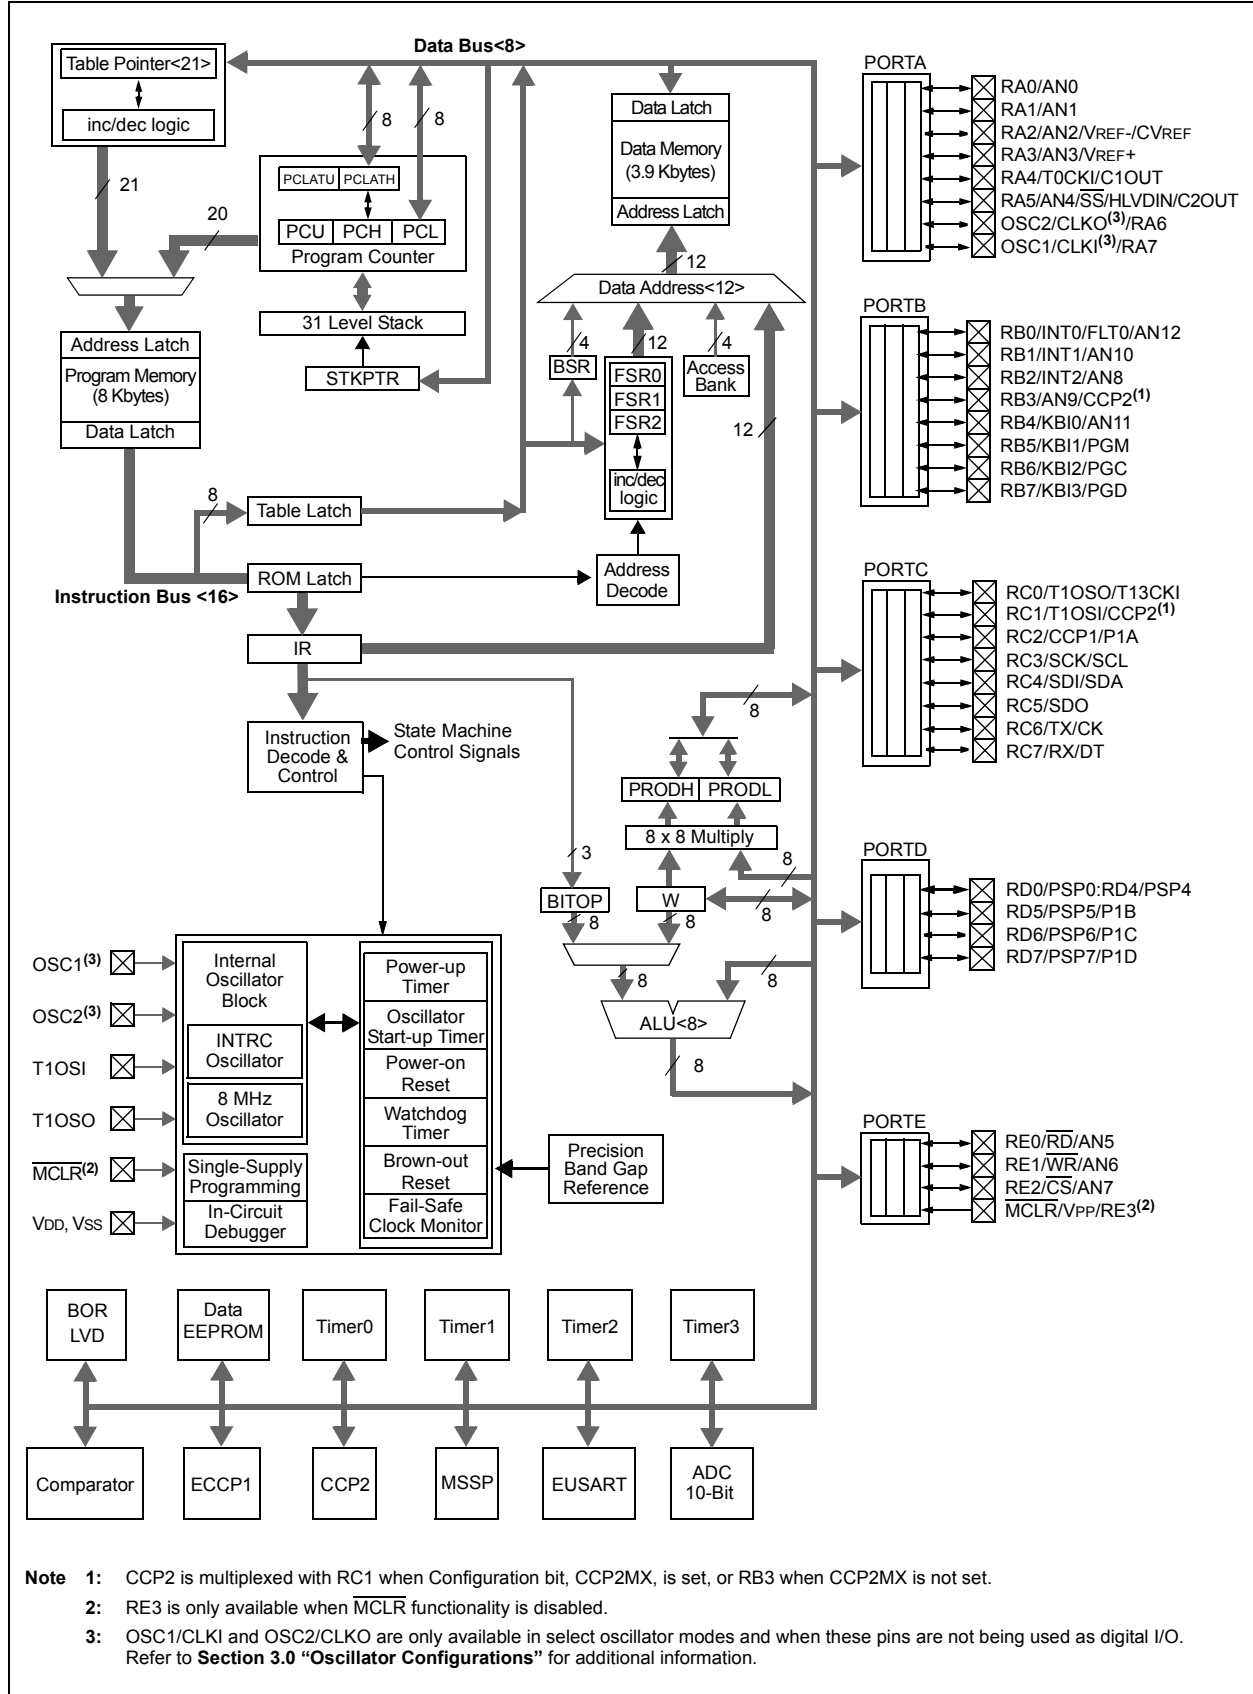 Data Bus<8>
Table Pointer<21>
inc/dec logic
21
20
8
8
PCLATU
PCLATH
PCU
PCH
PCL
Program Counter
31 Level Stack
STKPTR
Address Latch
Program Memory
(8 Kbytes)
Data Latch
Data Latch
Data Memory
(3.9 Kbytes)
Address Latch
12
Data Address<12>
4
12
4
BSR
FSR0
FSR1
FSR2
Access
Bank
inc/dec
logic
12
8
Table Latch
ROM Latch
Address
Decode
Instruction Bus <16>
IR
Instruction
Decode &
Control
State Machine
Control Signals
8
PRODH
PRODL
8 x 8 Multiply
3
8
BITOP
W
8
8
8
8
8
ALU<8>
8
OSC1(3)
OSC2(3)
T1OSI
T1OSO
MCLR(2)
VDD, VSS
Internal
Oscillator
Block
INTRC
Oscillator
8 MHz
Oscillator
Single-Supply
Programming
In-Circuit
Debugger
Power-up
Timer
Oscillator
Start-up Timer
Power-on
Reset
Watchdog
Timer
Brown-out
Reset
Fail-Safe
Clock Monitor
Precision
Band Gap
Reference
PORTA
RA0/AN0
RA1/AN1
RA2/AN2/VREF-/CVREF
RA3/AN3/VREF+
RA4/T0CKI/C1OUT
RA5/AN4/SS/HLVDIN/C2OUT
OSC2/CLKO(3)/RA6
OSC1/CLKI(3)/RA7
PORTB
RB0/INT0/FLT0/AN12
RB1/INT1/AN10
RB2/INT2/AN8
RB3/AN9/CCP2(1)
RB4/KBI0/AN11
RB5/KBI1/PGM
RB6/KBI2/PGC
RB7/KBI3/PGD
PORTC
RC0/T1OSO/T13CKI
RC1/T1OSI/CCP2(1)
RC2/CCP1/P1A
RC3/SCK/SCL
RC4/SDI/SDA
RC5/SDO
RC6/TX/CK
RC7/RX/DT
PORTD
RD0/PSP0:RD4/PSP4
RD5/PSP5/P1B
RD6/PSP6/P1C
RD7/PSP7/P1D
PORTE
RE0/RD/AN5
RE1/WR/AN6
RE2/CS/AN7
MCLR/VPP/RE3(2)
BOR
LVD
Data
EEPROM
Timer0
Timer1
Timer2
Timer3
Comparator
ECCP1
CCP2
MSSP
EUSART
ADC
10-Bit
Note 1: CCP2 is multiplexed with RC1 when Configuration bit, CCP2MX, is set, or RB3 when CCP2MX is not set.
2: RE3 is only available when MCLR functionality is disabled.
3: OSC1/CLKI and OSC2/CLKO are only available in select oscillator modes and when these pins are not being used as digital I/O.
Refer to Section 3.0 “Oscillator Configurations” for additional information.